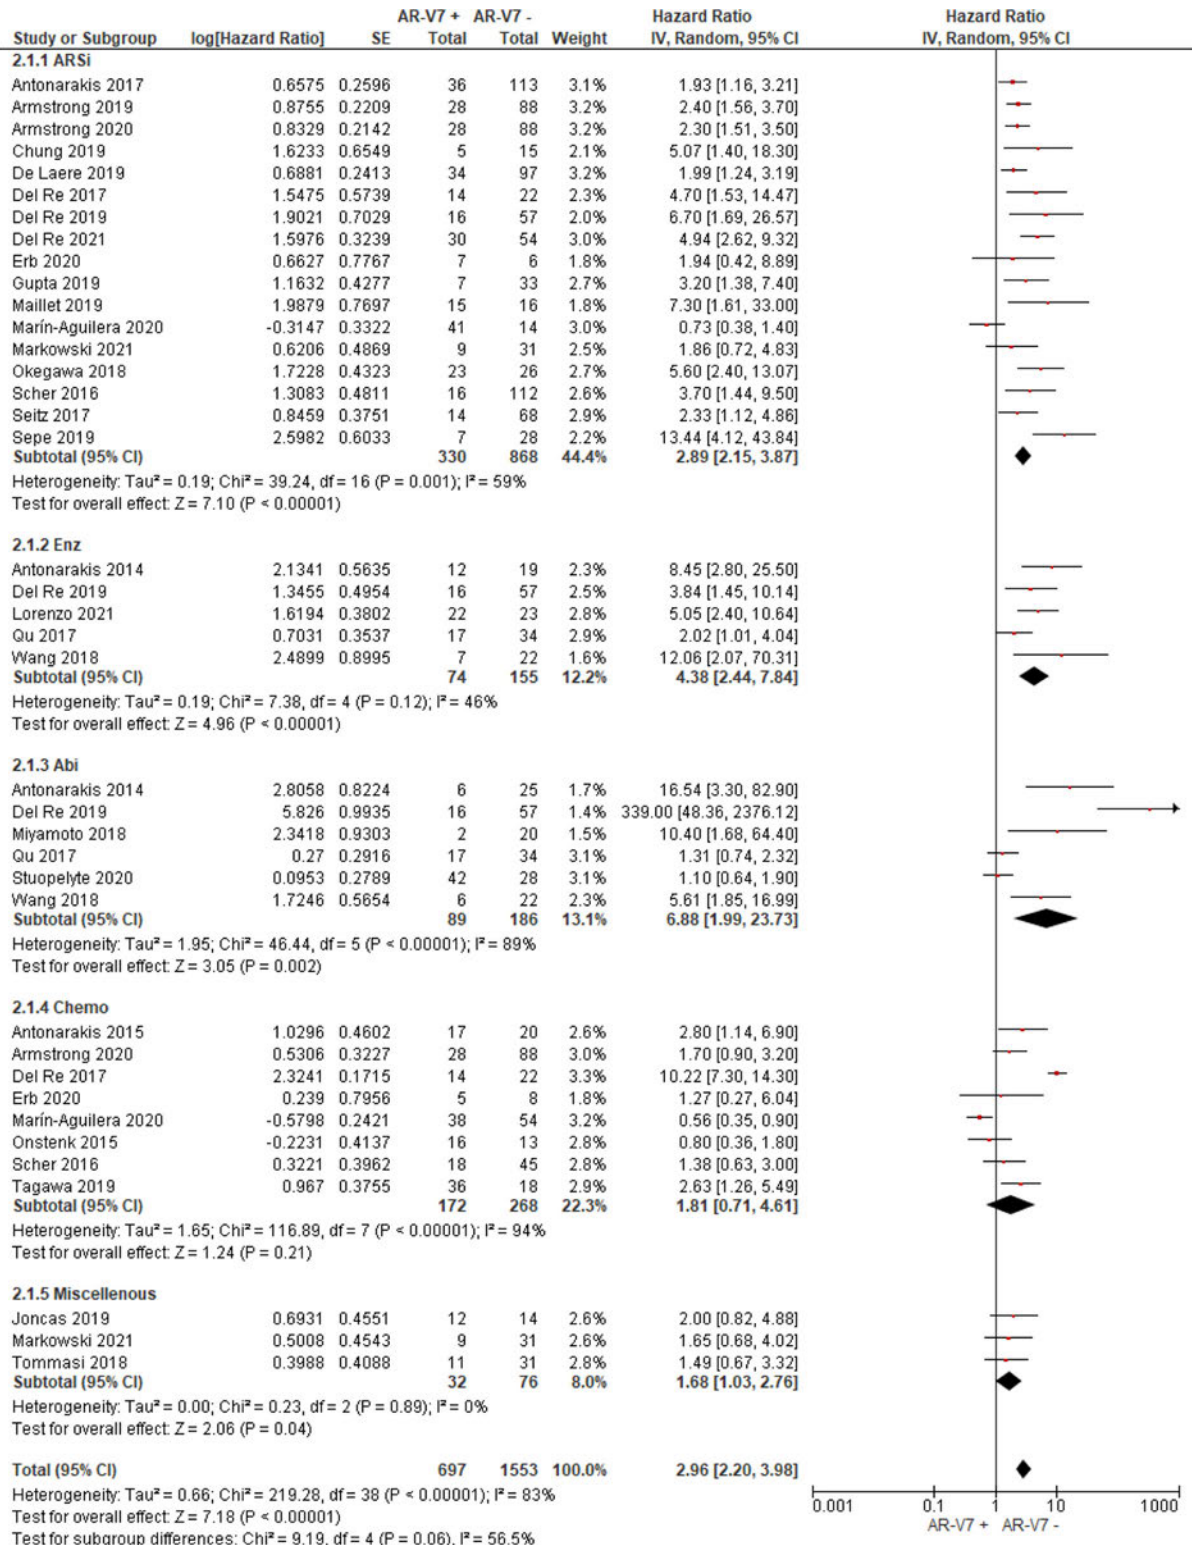 AR-V7 + AR-V7 - Hazard Ratio Hazard Ratio
Study or Subgroup log[Hazard Ratio] SE Total Total Weight IV, Random, 95% CI IV, Random, 95% CI
2.1.1 ARSi
Antonarakis 2017 0.6575 0.2596 36 113 3.1% 1.93 [1.16, 3.21]
Armstrong 2019 0.8755 0.2209 28 88 3.2% 2.40 [1.56, 3.70]
Armstrong 2020 0.8329 0.2142 28 88 3.2% 2.30 [1.51, 3.50]
Chung 2019 1.6233 0.6549 5 15 2.1% 5.07 [1.40, 18.30]
De Laere 2019 0.6881 0.2413 34 97 3.2% 1.99 [1.24, 3.19]
Del Re 2017 1.5475 0.5739 14 22 2.3% 4.70 [1.53, 14.47]
Del Re 2019 1.9021 0.7029 16 57 2.0% 6.70 [1.69, 26.57]
Del Re 2021 1.5976 0.3239 30 54 3.0% 4.94 [2.62, 9.32]
Erb 2020 0.6627 0.7767 7 6 1.8% 1.94 [0.42, 8.89]
Gupta 2019 1.1632 0.4277 7 33 2.7% 3.20 [1.38, 7.40]
Maillet 2019 1.9879 0.7697 15 16 1.8% 7.30 [1.61, 33.00]
Marín-Aguilera 2020 -0.3147 0.3322 41 14 3.0% 0.73 [0.38, 1.40]
Markowski 2021 0.6206 0.4869 9 31 2.5% 1.86 [0.72, 4.83]
Okegawa 2018 1.7228 0.4323 23 26 2.7% 5.60 [2.40, 13.07]
Scher 2016 1.3083 0.4811 16 112 2.6% 3.70 [1.44, 9.50]
Seitz 2017 0.8459 0.3751 14 68 2.9% 2.33 [1.12, 4.86]
Sepe 2019 2.5982 0.6033 7 28 2.2% 13.44 [4.12, 43.84]
Subtotal (95% CI) 330 868 44.4% 2.89 [2.15, 3.87]
Heterogeneity: Tau² = 0.19; Chi² = 39.24, df = 16 (P = 0.001); I² = 59%
Test for overall effect: Z = 7.10 (P < 0.00001)
2.1.2 Enz
Antonarakis 2014 2.1341 0.5635 12 19 2.3% 8.45 [2.80, 25.50]
Del Re 2019 1.3455 0.4954 16 57 2.5% 3.84 [1.45, 10.14]
Lorenzo 2021 1.6194 0.3802 22 23 2.8% 5.05 [2.40, 10.64]
Qu 2017 0.7031 0.3537 17 34 2.9% 2.02 [1.01, 4.04]
Wang 2018 2.4899 0.8995 7 22 1.6% 12.06 [2.07, 70.31]
Subtotal (95% CI) 74 155 12.2% 4.38 [2.44, 7.84]
Heterogeneity: Tau² = 0.19; Chi² = 7.38, df = 4 (P = 0.12); I² = 46%
Test for overall effect: Z = 4.96 (P < 0.00001)
2.1.3 Abi
Antonarakis 2014 2.8058 0.8224 6 25 1.7% 16.54 [3.30, 82.90]
Del Re 2019 5.826 0.9935 16 57 1.4% 339.00 [48.36, 2376.12]
Miyamoto 2018 2.3418 0.9303 2 20 1.5% 10.40 [1.68, 64.40]
Qu 2017 0.27 0.2916 17 34 3.1% 1.31 [0.74, 2.32]
Stuopelyte 2020 0.0953 0.2789 42 28 3.1% 1.10 [0.64, 1.90]
Wang 2018 1.7246 0.5654 6 22 2.3% 5.61 [1.85, 16.99]
Subtotal (95% CI) 89 186 13.1% 6.88 [1.99, 23.73]
Heterogeneity: Tau² = 1.95; Chi² = 46.44, df = 5 (P < 0.00001); I² = 89%
Test for overall effect: Z = 3.05 (P = 0.002)
2.1.4 Chemo
Antonarakis 2015 1.0296 0.4602 17 20 2.6% 2.80 [1.14, 6.90]
Armstrong 2020 0.5306 0.3227 28 88 3.0% 1.70 [0.90, 3.20]
Del Re 2017 2.3241 0.1715 14 22 3.3% 10.22 [7.30, 14.30]
Erb 2020 0.239 0.7956 5 8 1.8% 1.27 [0.27, 6.04]
Marín-Aguilera 2020 -0.5798 0.2421 38 54 3.2% 0.56 [0.35, 0.90]
Onstenk 2015 -0.2231 0.4137 16 13 2.8% 0.80 [0.36, 1.80]
Scher 2016 0.3221 0.3962 18 45 2.8% 1.38 [0.63, 3.00]
Tagawa 2019 0.967 0.3755 36 18 2.9% 2.63 [1.26, 5.49]
Subtotal (95% CI) 172 268 22.3% 1.81 [0.71, 4.61]
Heterogeneity: Tau² = 1.65; Chi² = 116.89, df = 7 (P < 0.00001); I² = 94%
Test for overall effect: Z = 1.24 (P = 0.21)
2.1.5 Miscellenous
Joncas 2019 0.6931 0.4551 12 14 2.6% 2.00 [0.82, 4.88]
Markowski 2021 0.5008 0.4543 9 31 2.6% 1.65 [0.68, 4.02]
Tommasi 2018 0.3988 0.4088 11 31 2.8% 1.49 [0.67, 3.32]
Subtotal (95% CI) 32 76 8.0% 1.68 [1.03, 2.76]
Heterogeneity: Tau² = 0.00; Chi² = 0.23, df = 2 (P = 0.89); I² = 0%
Test for overall effect: Z = 2.06 (P = 0.04)
Total (95% CI) 697 1553 100.0% 2.96 [2.20, 3.98]
Heterogeneity: Tau² = 0.66; Chi² = 219.28, df = 38 (P < 0.00001); I² = 83%
Test for overall effect: Z = 7.18 (P < 0.00001)
Test for subgroup differences: Chi² = 9.19, df = 4 (P = 0.06), I² = 56.5%
0.001 0.1 1 10 1000
AR-V7 + AR-V7 -